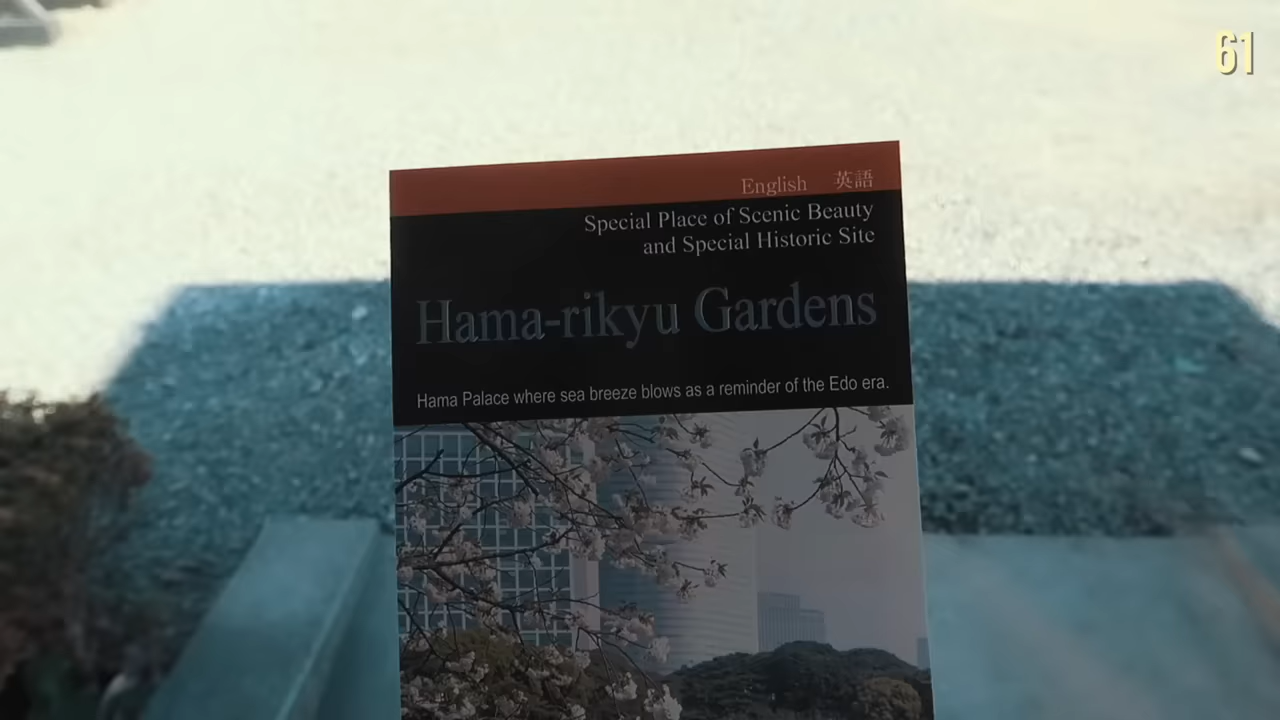 61
English 英語
Special Place of Scenic Beauty
and Special Historic Site
Hama-rikyu Gardens
Hama Palace where sea breeze blows as a reminder of the Edo era.